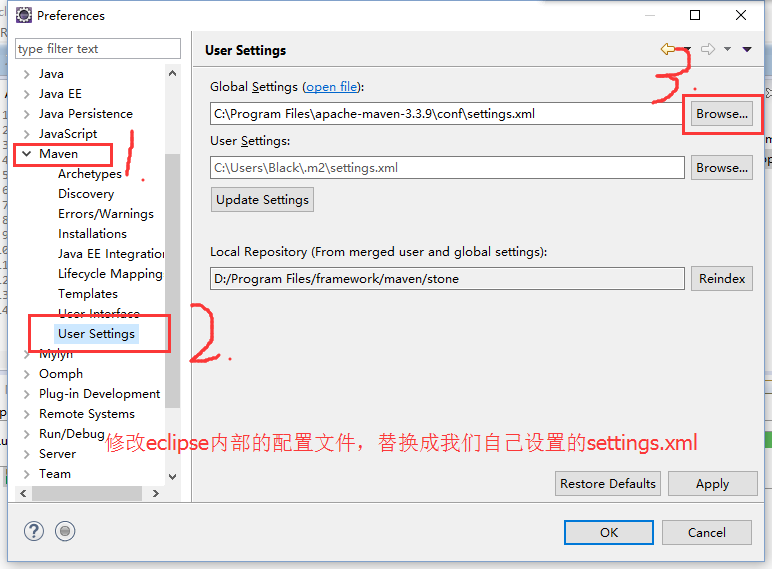 Preferences
type filter text
Java
Java EE
Java Persistence
JavaScript
Maven
Archetypes
Discovery
Errors/Warnings
Installations
Java EE Integration
Lifecycle Mapping
Templates
User Interface
User Settings
Mylyn
Oomph
Plug-in Development
Remote Systems
Run/Debug
Server
Team
1.
2.
User Settings
3.
Global Settings (open file):
C:\Program Files\apache-maven-3.3.9\conf\settings.xml
Browse...
User Settings:
C:\Users\Black\.m2\settings.xml
Browse...
Update Settings
Local Repository (From merged user and global settings):
D:/Program Files/framework/maven/stone
Reindex
修改eclipse内部的配置文件，替换成我们自己设置的settings.xml
Restore Defaults
Apply
?
OK
Cancel